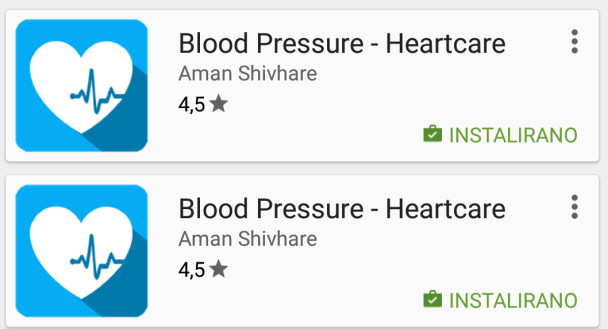 Blood Pressure - Heartcare
Aman Shivhare
4,5★
INSTALIRANO
Blood Pressure - Heartcare
Aman Shivhare
4,5★
INSTALIRANO